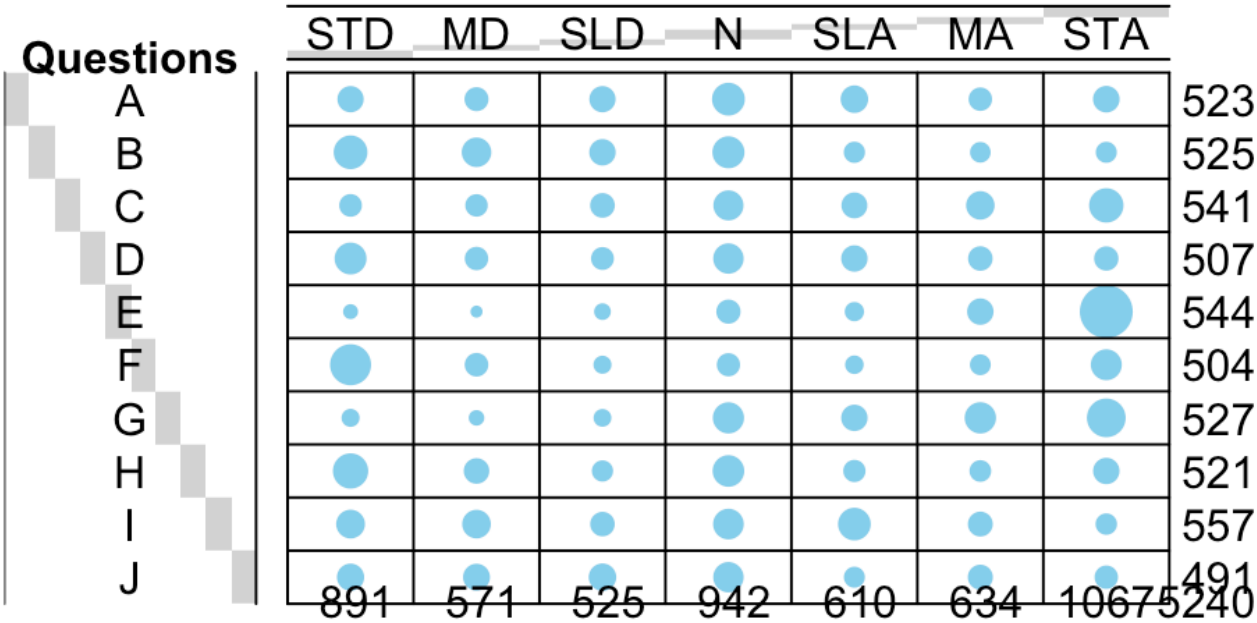 STD MD SLD N SLA MA STA
Questions
A 523
B 525
C 541
D 507
E 544
F 504
G 527
H 521
I 557
J 491
891 571 525 942 610 634 1067 5240